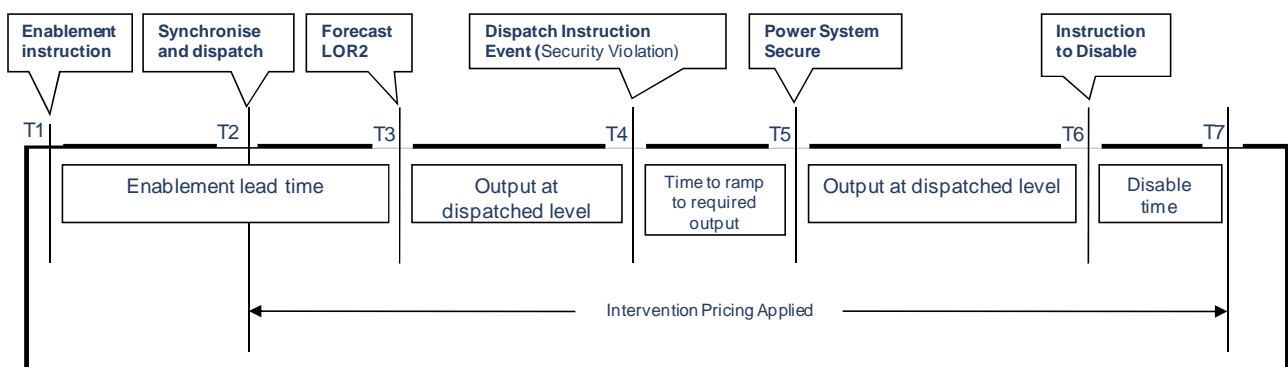 Enablement
instruction
Synchronise
and dispatch
Forecast
LOR2
Dispatch Instruction
Event (Security Violation)
Power System
Secure
Instruction
to Disable
T1
T2
T3
T4
T5
T6
T7
Enablement lead time
Output at
dispatched level
Time to ramp
to required
output
Output at dispatched level
Disable
time
Intervention Pricing Applied